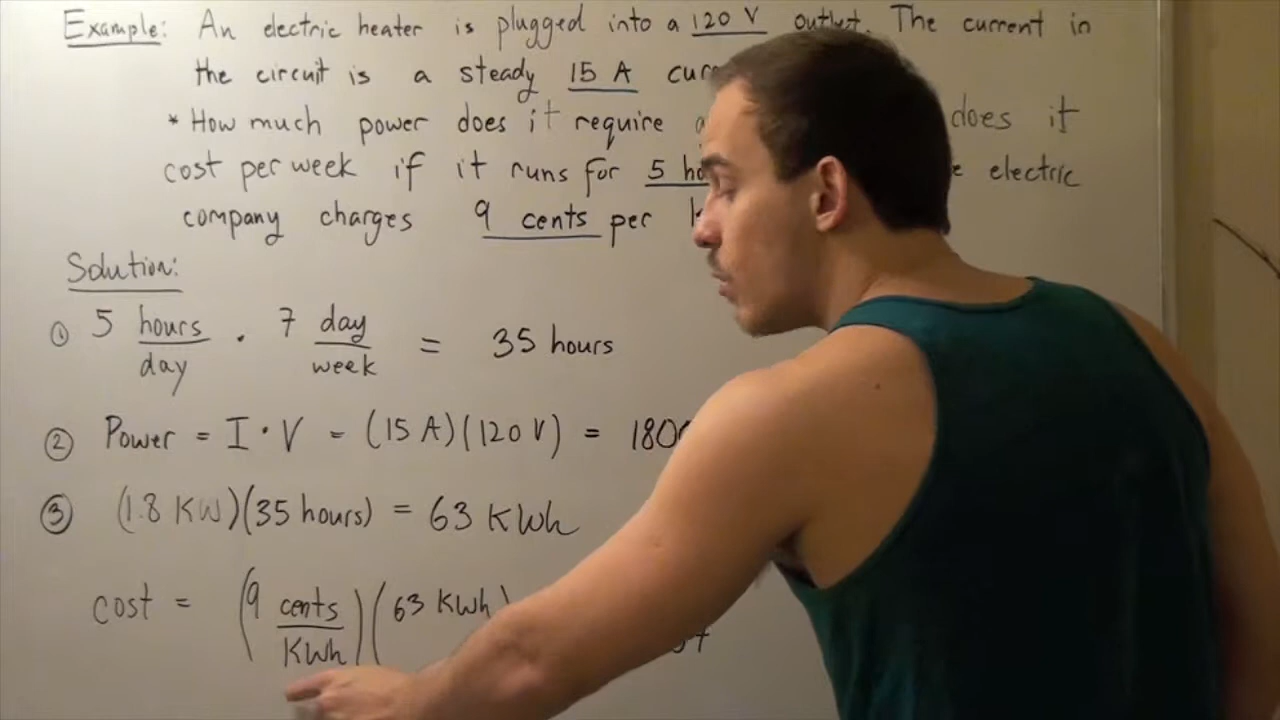 Example: An electric heater is plugged into a 120 V outlet. The current in
the circuit is a steady 15 A
* How much power does it require does it
cost per week if it runs for 5 electric
company charges 9 cents per
Solution:
① 5 hours/day · 7 day/week = 35 hours
② Power = I · V = (15 A)(120 V) = 1800
③ (1.8 KW)(35 hours) = 63 KWh
cost = (9 cents/KWh)(63 KWh)